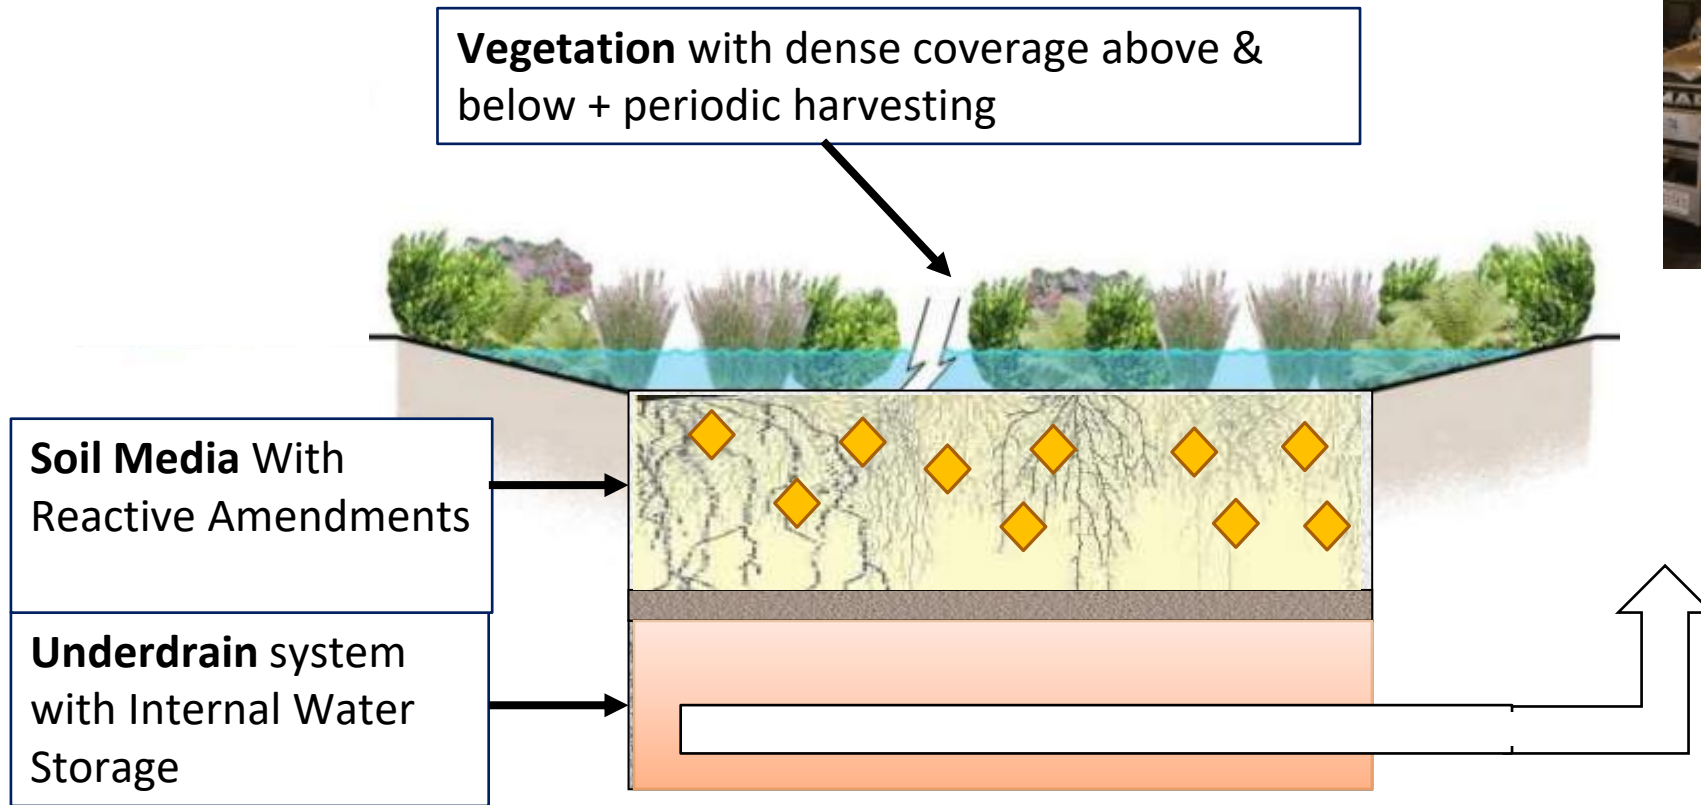 Vegetation with dense coverage above &
below + periodic harvesting
Soil Media With
Reactive Amendments
Underdrain system
with Internal Water
Storage